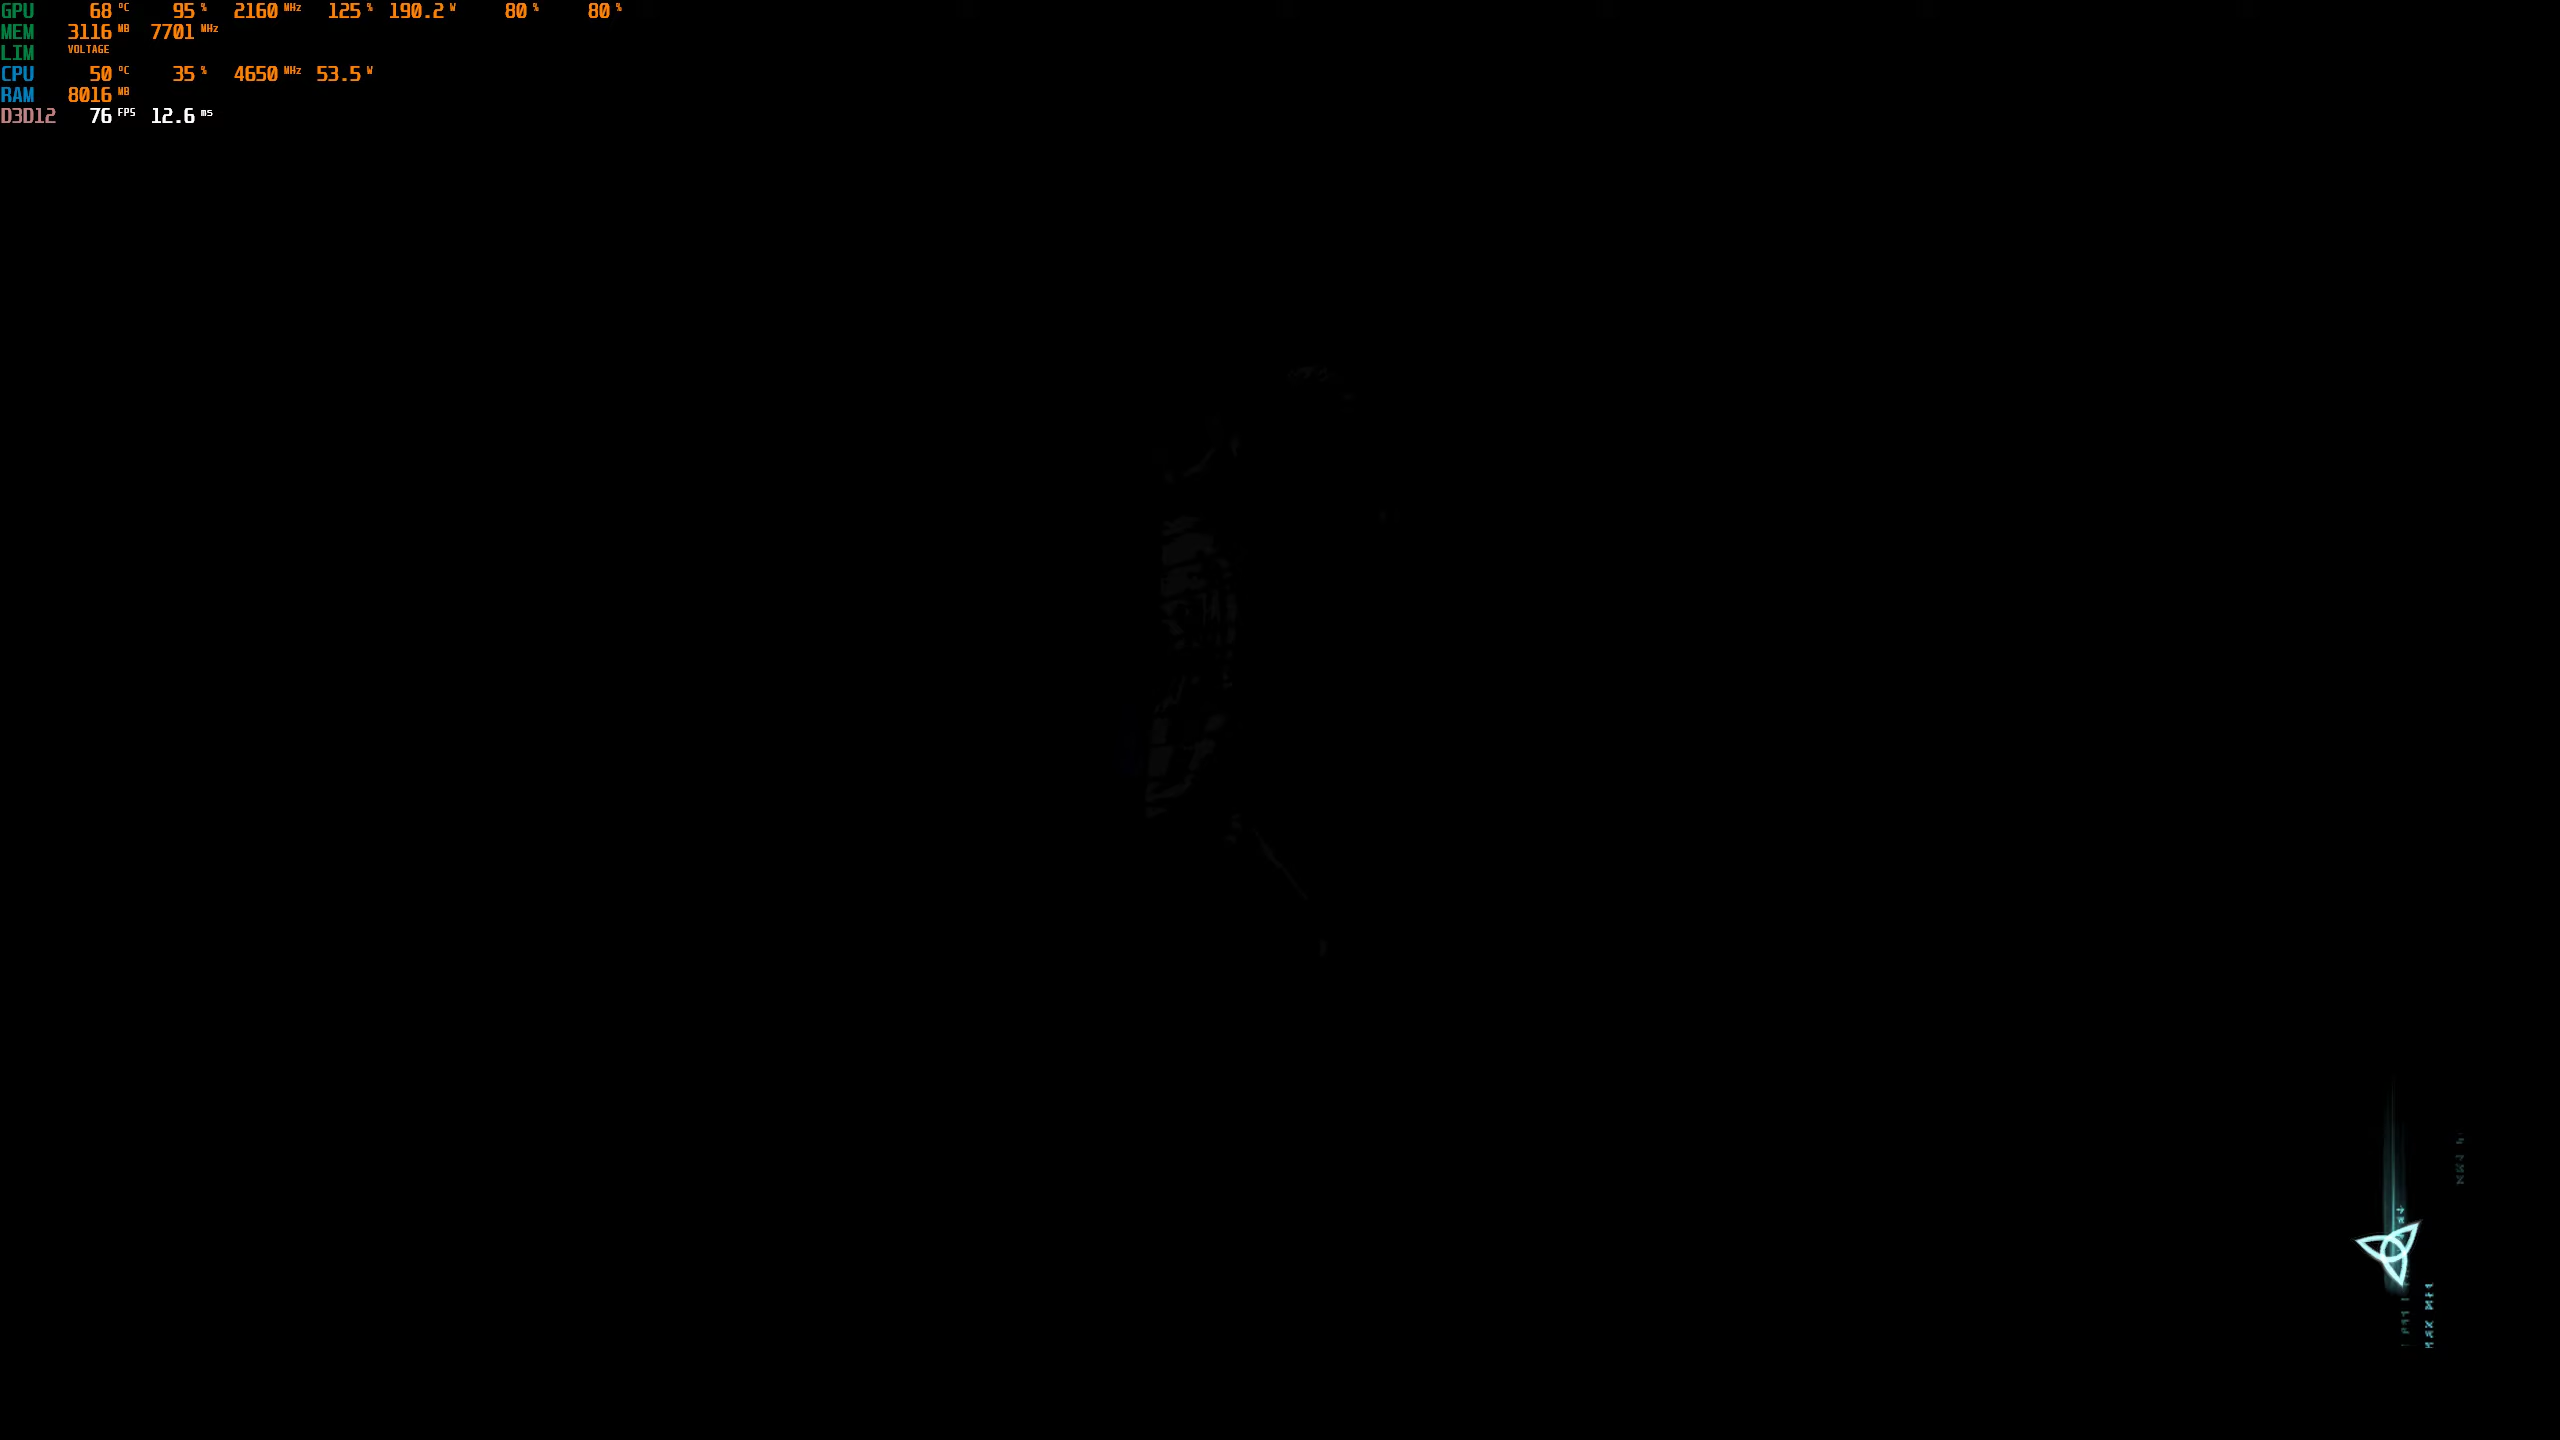 GPU 68 °C 95 % 2160 MHz 125 % 190.2 W 80 % 80 %
MEM 3116 MB 7701 MHz
LIM VOLTAGE
CPU 50 °C 35 % 4650 MHz 53.5 W
RAM 8016 MB
D3D12 76 FPS 12.6 ms